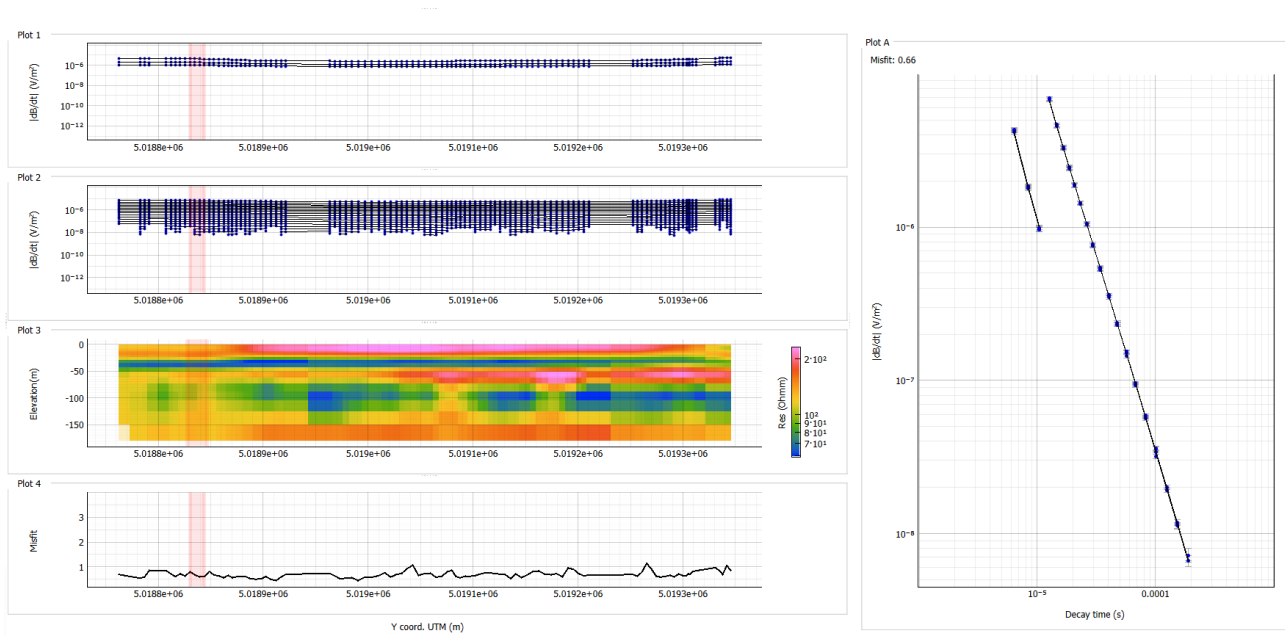 Plot 1
|dB/dt| (V/m²)
10⁻⁶
10⁻⁸
10⁻¹⁰
10⁻¹²
5.0188e+06 5.0189e+06 5.019e+06 5.0191e+06 5.0192e+06 5.0193e+06
Plot 2
|dB/dt| (V/m²)
10⁻⁶
10⁻⁸
10⁻¹⁰
10⁻¹²
5.0188e+06 5.0189e+06 5.019e+06 5.0191e+06 5.0192e+06 5.0193e+06
Plot 3
Elevation(m)
0
-50
-100
-150
5.0188e+06 5.0189e+06 5.019e+06 5.0191e+06 5.0192e+06 5.0193e+06
Res (Ohmm)
2·10²
10²
9·10¹
8·10¹
7·10¹
Plot 4
Misfit
3
2
1
5.0188e+06 5.0189e+06 5.019e+06 5.0191e+06 5.0192e+06 5.0193e+06
Y coord. UTM (m)
Plot A
Misfit: 0.66
|dB/dt| (V/m²)
10⁻⁶
10⁻⁷
10⁻⁸
10⁻⁵ 0.0001
Decay time (s)